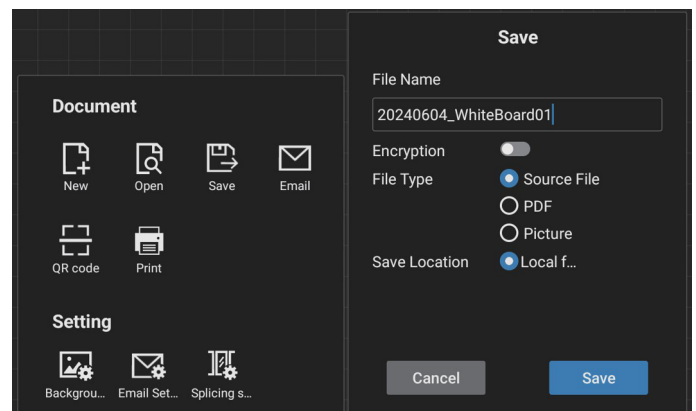 Document
New
Open
Save
Email
QR code
Print
Setting
Backgrou...
Email Set...
Splicing s...
Save
File Name
20240604_WhiteBoard01
Encryption
File Type
Source File
PDF
Picture
Save Location
Local f...
Cancel
Save